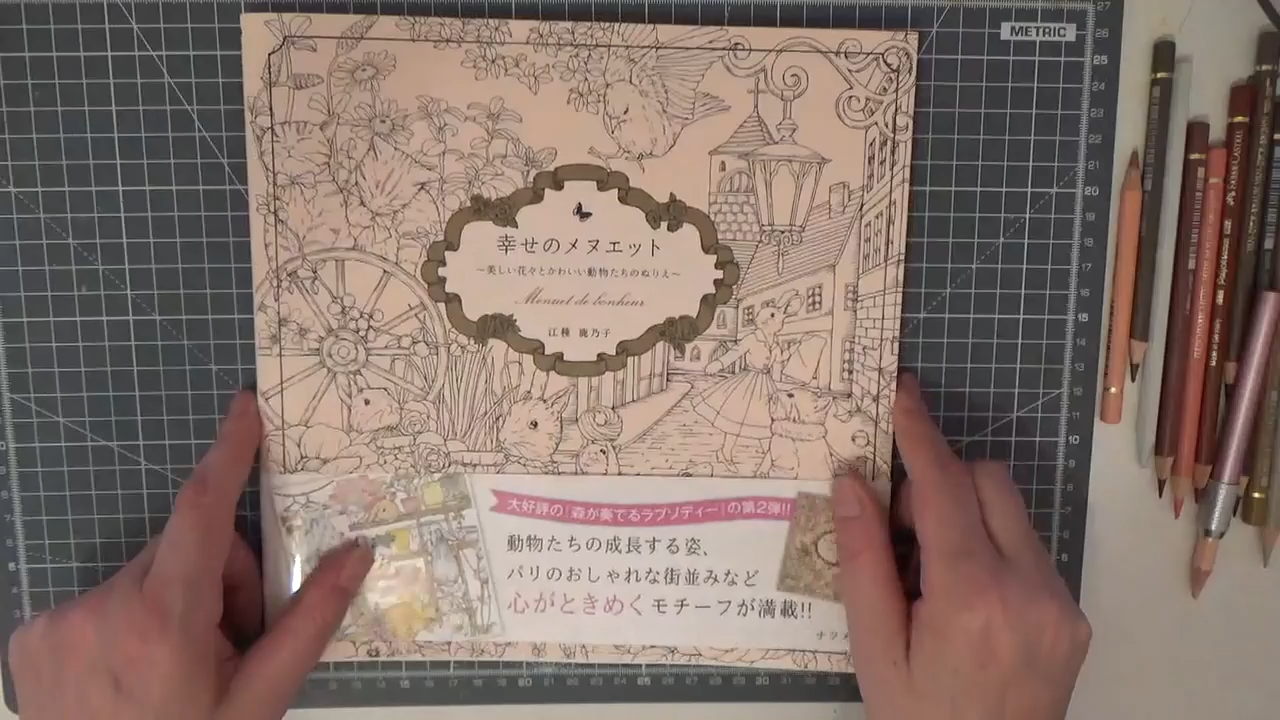 METRIC
幸せのメヌエット
～美しい花々とかわいい動物たちのぬりえ～
Menuet de bonheur
江種 鹿乃子
大好評の『森が奏でるラプソディー』の第2弾!!
動物たちの成長する姿、
パリのおしゃれな街並みなど
心がときめくモチーフが満載!!
ナツメ